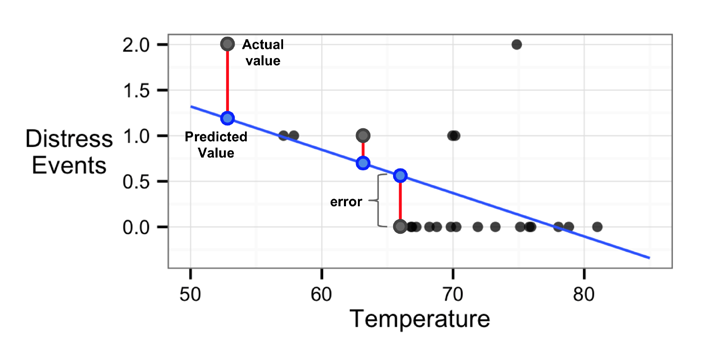 2.0
1.5
1.0
0.5
0.0
Distress
Events
Actual
value
Predicted
Value
error
50
60
70
80
Temperature